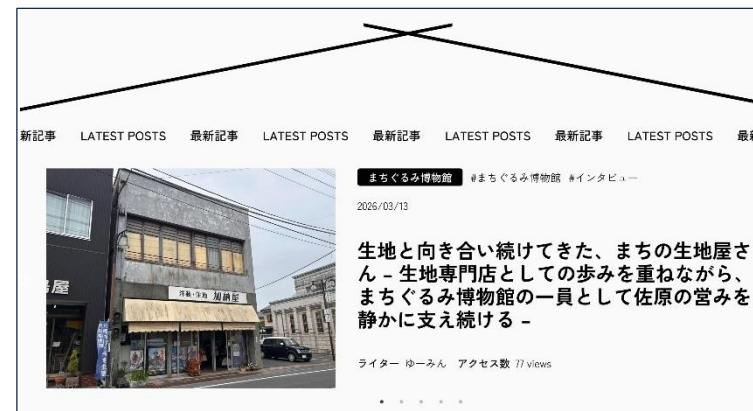 新記事 LATEST POSTS 最新記事 LATEST POSTS 最新記事 LATEST POSTS 最新記事 LATEST POSTS 最
まちぐるみ博物館 #まちぐるみ博物館 #インタビュー
2026/03/13
生地と向き合い続けてきた、まちの生地屋さ
ん – 生地専門店としての歩みを重ねながら、
まちぐるみ博物館の一員として佐原の営みを
静かに支え続ける –
ライター ゆーみん アクセス数 77 views
屋
洋裁・生地 加納屋